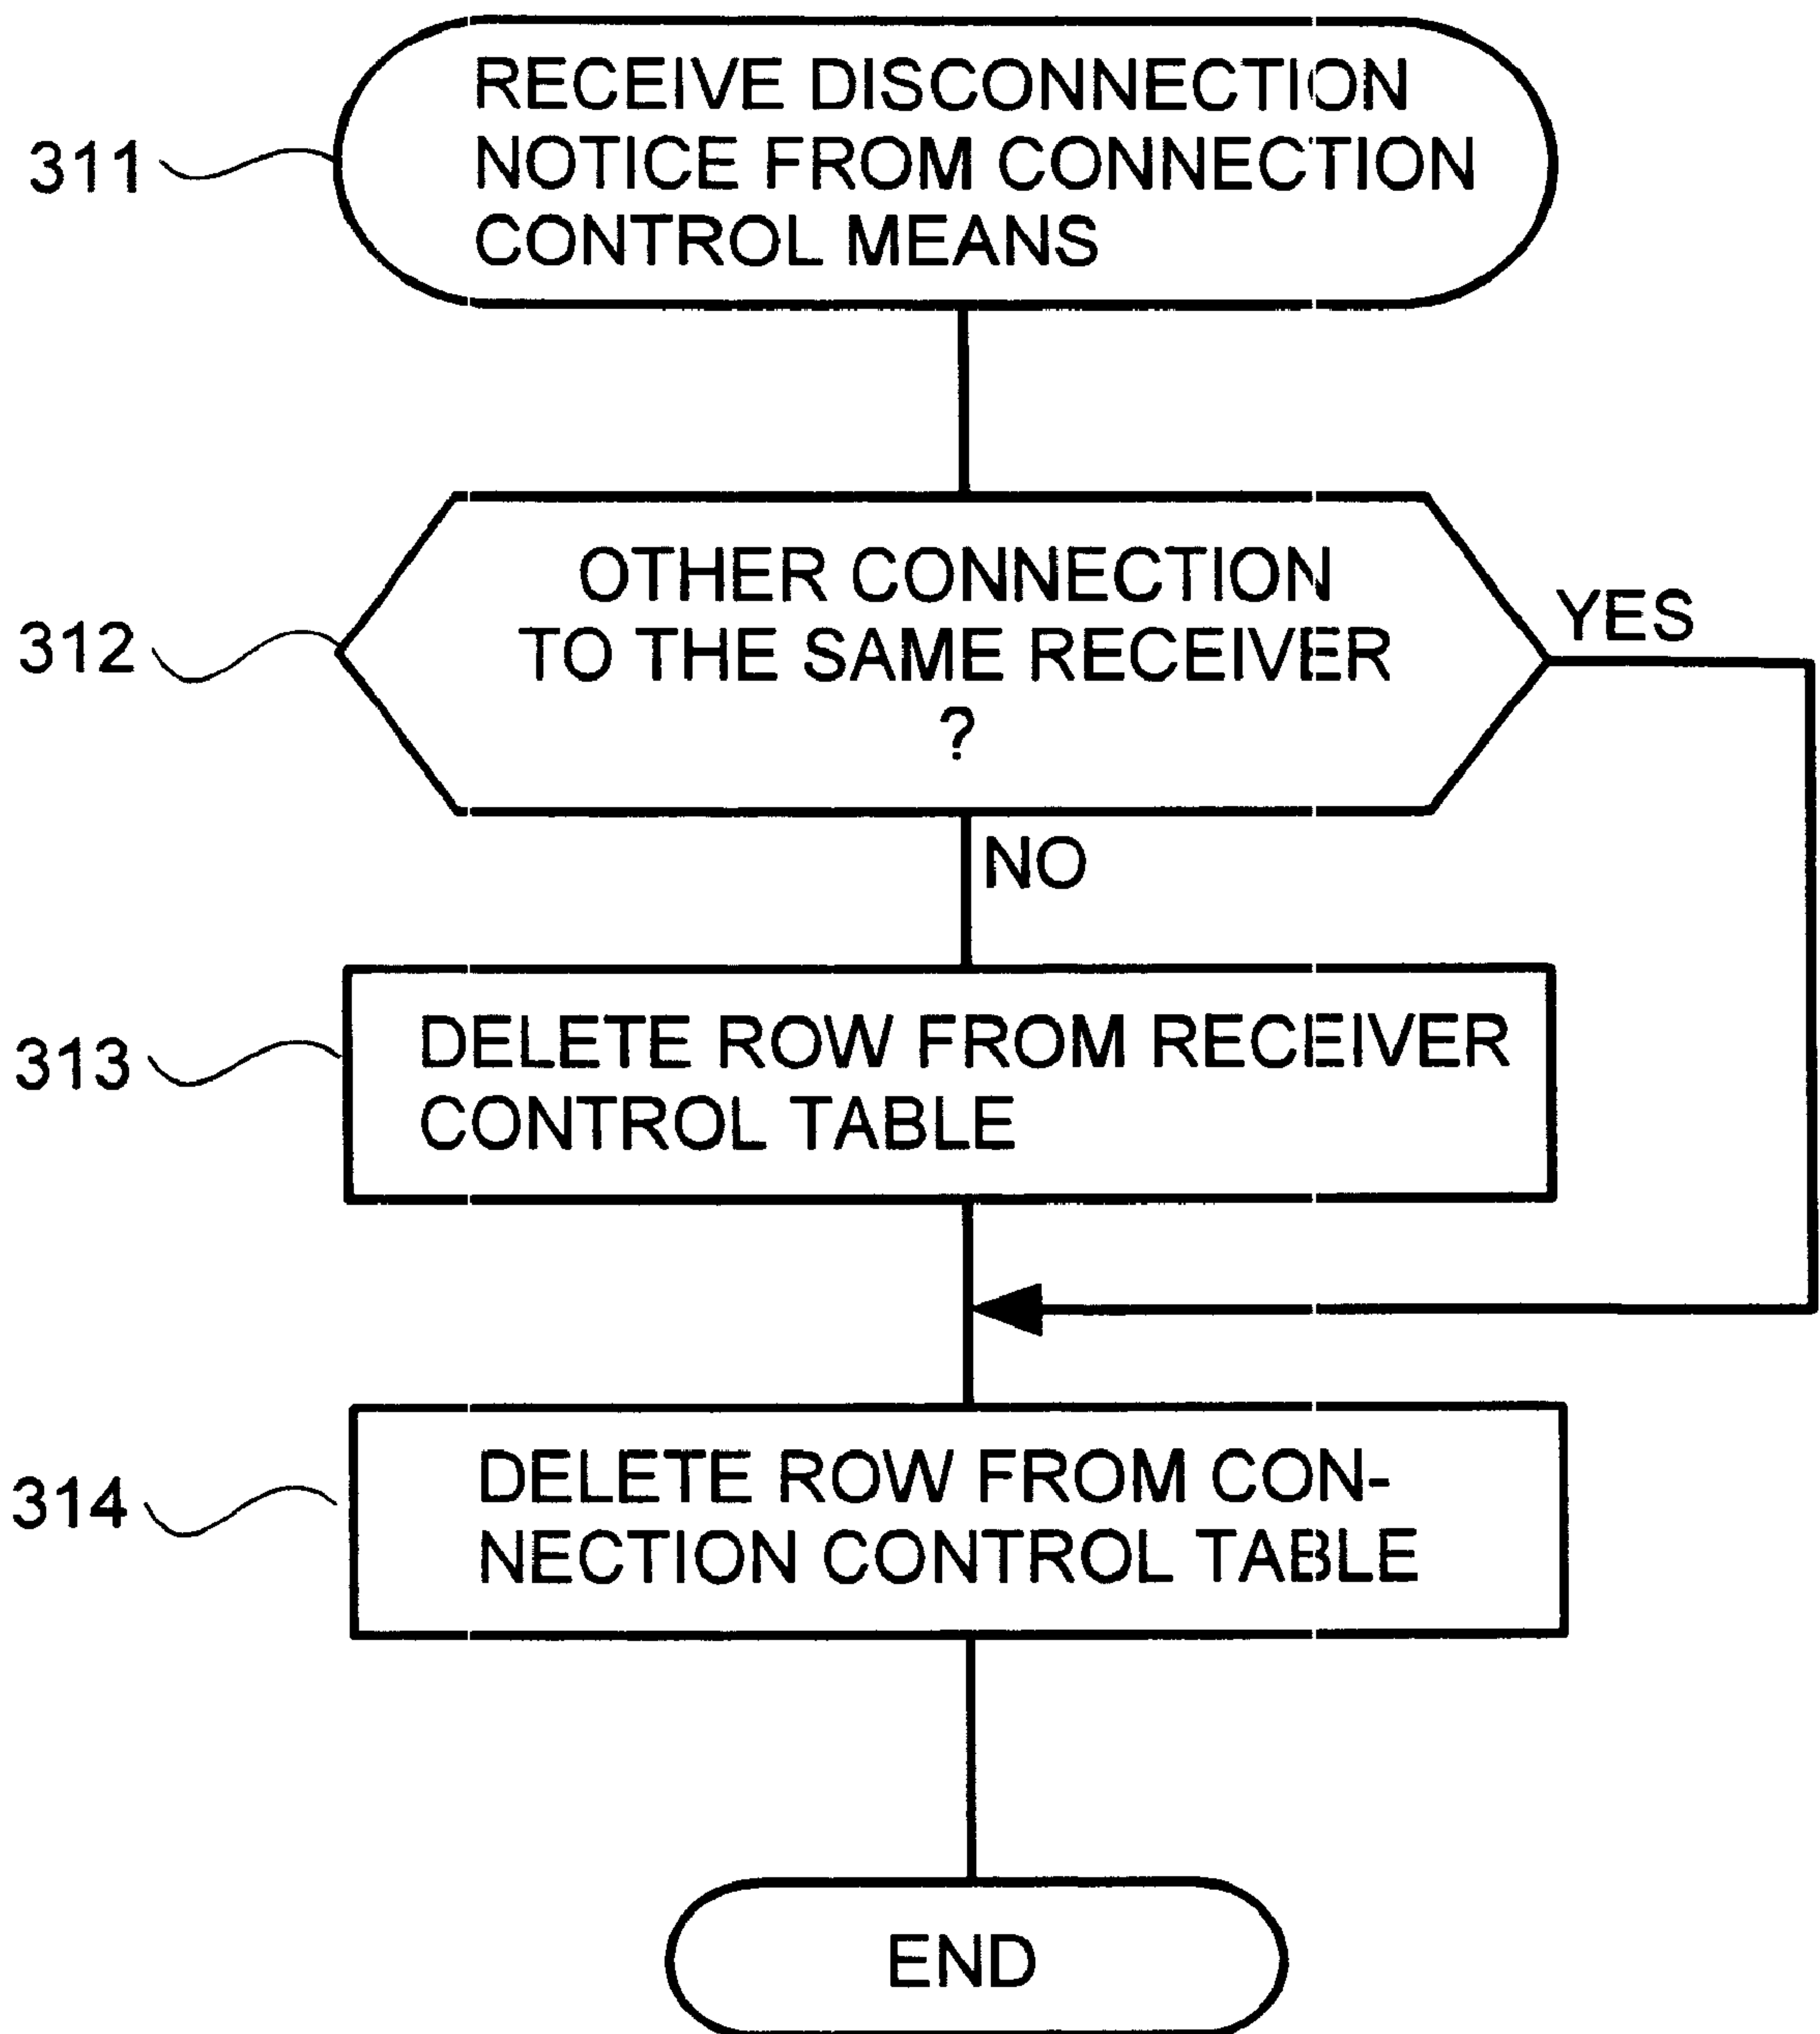 RECEIVE DISCONNECTION
NOTICE FROM CONNECTION
CONTROL MEANS
311
OTHER CONNECTION
TO THE SAME RECEIVER
?
312
YES
NO
DELETE ROW FROM RECEIVER
CONTROL TABLE
313
DELETE ROW FROM CON-
NECTION CONTROL TABLE
314
END